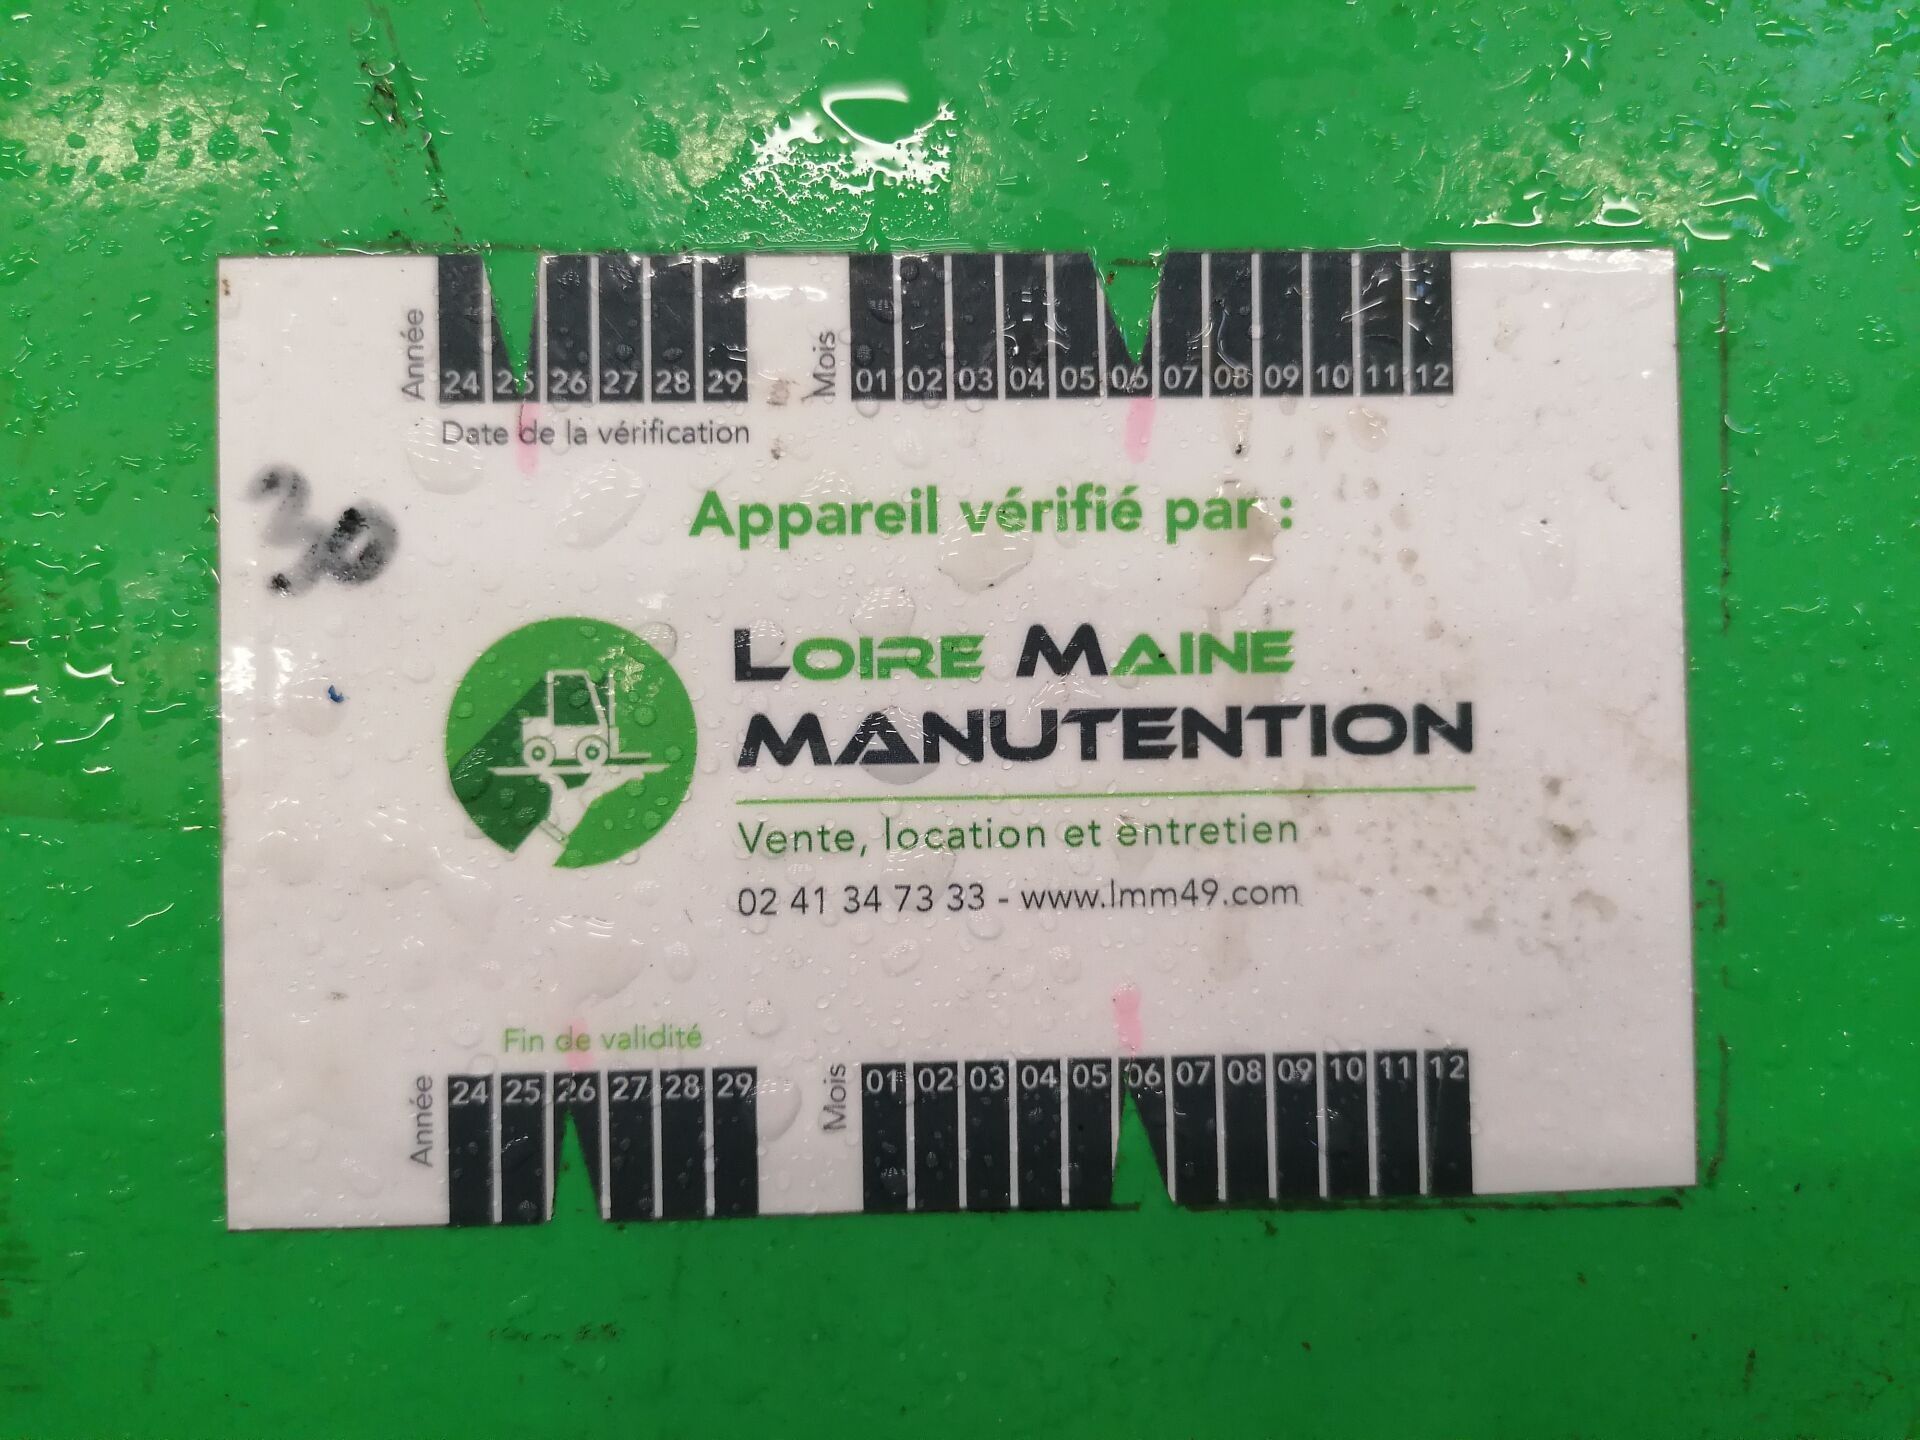 Année 24 25 26 27 28 29 Mois 01 02 03 04 05 06 07 08 09 10 11 12
Date de la vérification
30
Appareil vérifié par :
LOIRE MAINE
MANUTENTION
Vente, location et entretien
02 41 34 73 33 - www.lmm49.com
Fin de validité
Année 24 25 26 27 28 29 Mois 01 02 03 04 05 06 07 08 09 10 11 12